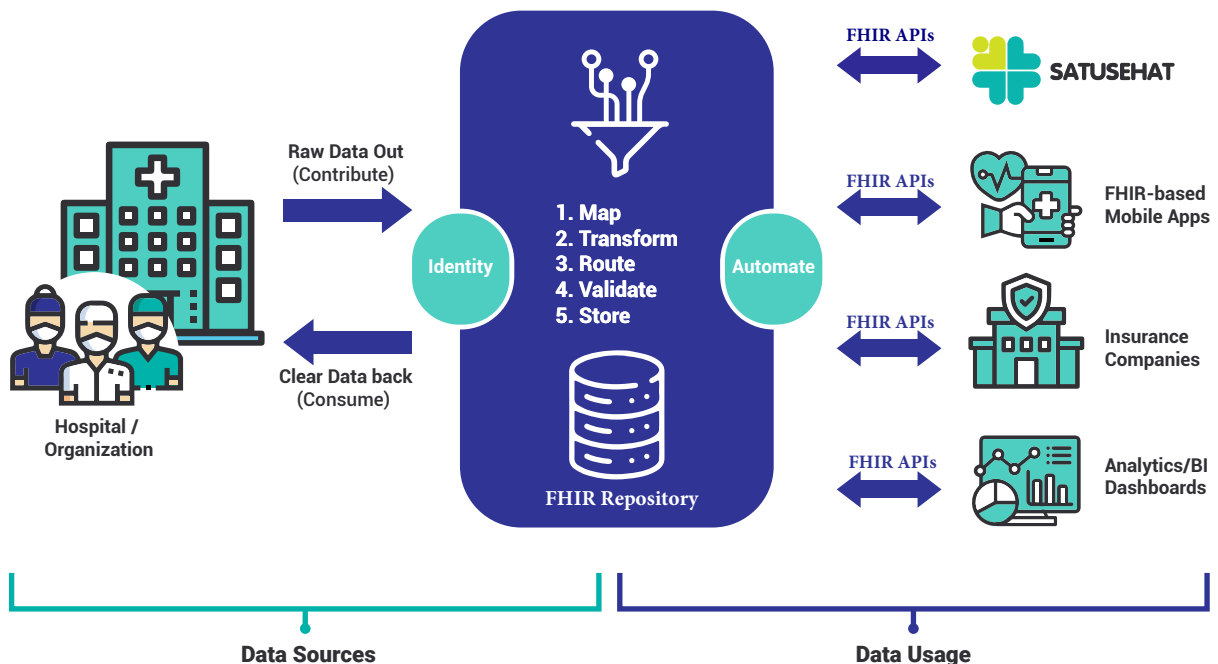 Raw Data Out
(Contribute)
Clear Data back
(Consume)
Hospital /
Organization
Identity
1. Map
2. Transform
3. Route
4. Validate
5. Store
FHIR Repository
Automate
FHIR APIs
SATUSEHAT
FHIR APIs
FHIR-based
Mobile Apps
FHIR APIs
Insurance
Companies
FHIR APIs
Analytics/BI
Dashboards
Data Sources
Data Usage